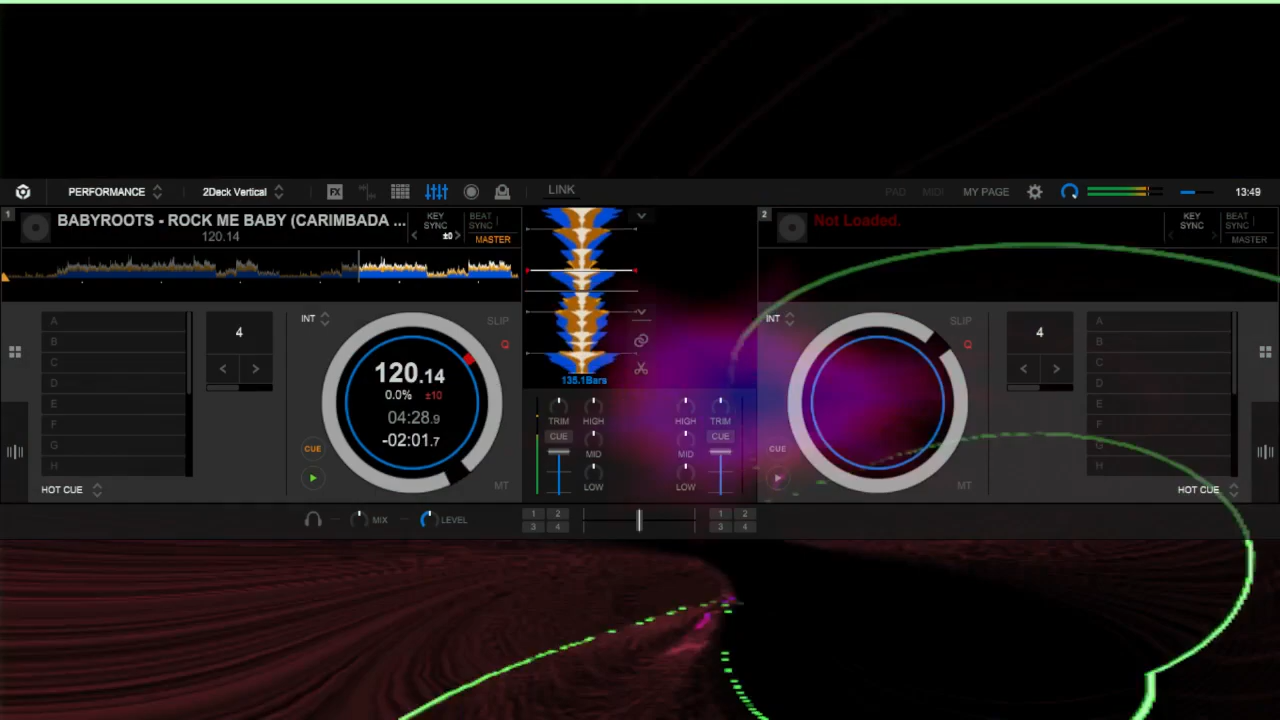 PERFORMANCE 2Deck Vertical FX LINK PAD MIDI MY PAGE 13:49
1 BABYROOTS - ROCK ME BABY (CARIMBADA ...
120.14
KEY SYNC ±0
BEAT SYNC
MASTER
2 Not Loaded.
KEY SYNC
BEAT SYNC
MASTER
A
B
C
D
E
F
G
H
HOT CUE
4
INT
SLIP
Q
120.14
0.0% ±10
04:28.9
-02:01.7
CUE
MT
135.1Bars
TRIM HIGH HIGH TRIM
CUE CUE
MID MID
LOW LOW
INT
SLIP
Q
CUE
MT
4
A
B
C
D
E
F
G
H
HOT CUE
MIX LEVEL
1 2 1 2
3 4 3 4